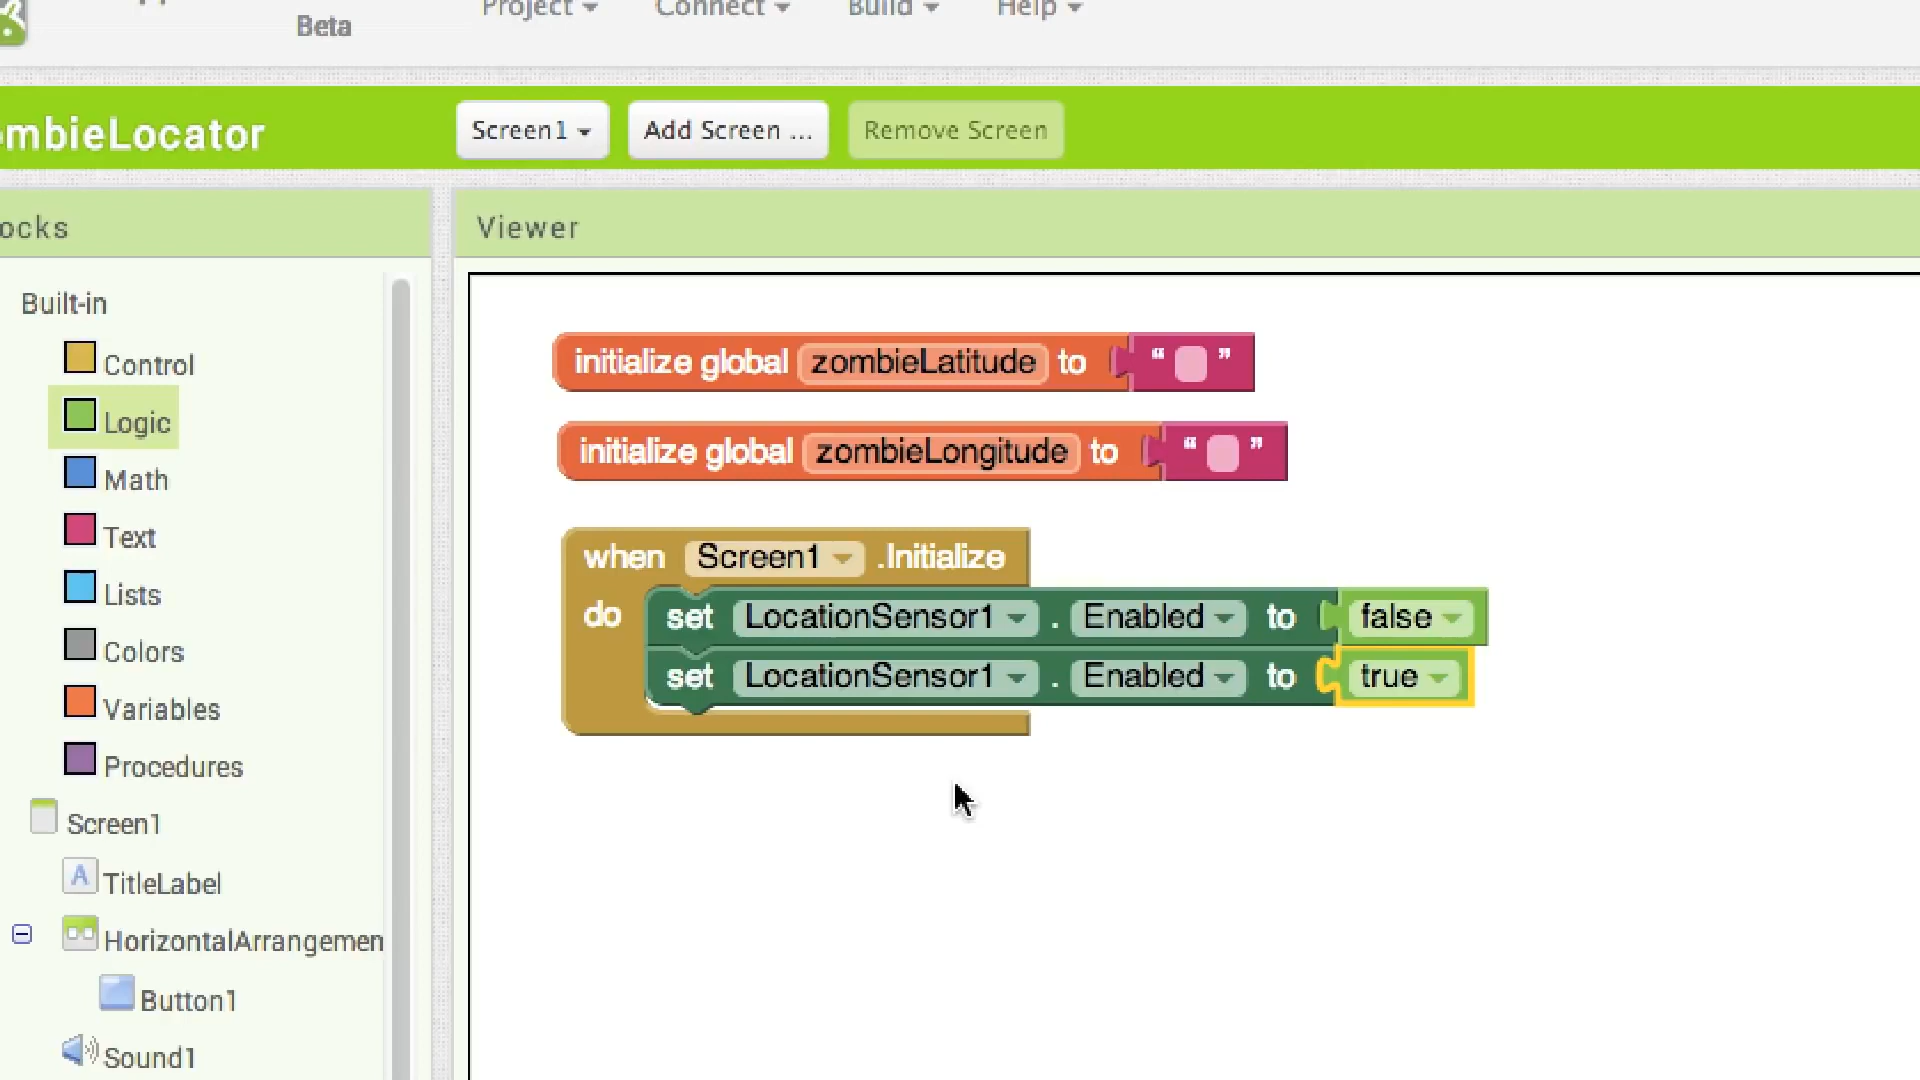 Beta
Project Connect Build Help
ombieLocator Screen1 Add Screen ... Remove Screen
ocks
Viewer
Built-in
Control
Logic
Math
Text
Lists
Colors
Variables
Procedures
Screen1
TitleLabel
HorizontalArrangemen
Button1
Sound1
initialize global zombieLatitude to “ ”
initialize global zombieLongitude to “ ”
when Screen1 .Initialize
do set LocationSensor1 . Enabled to false
set LocationSensor1 . Enabled to true